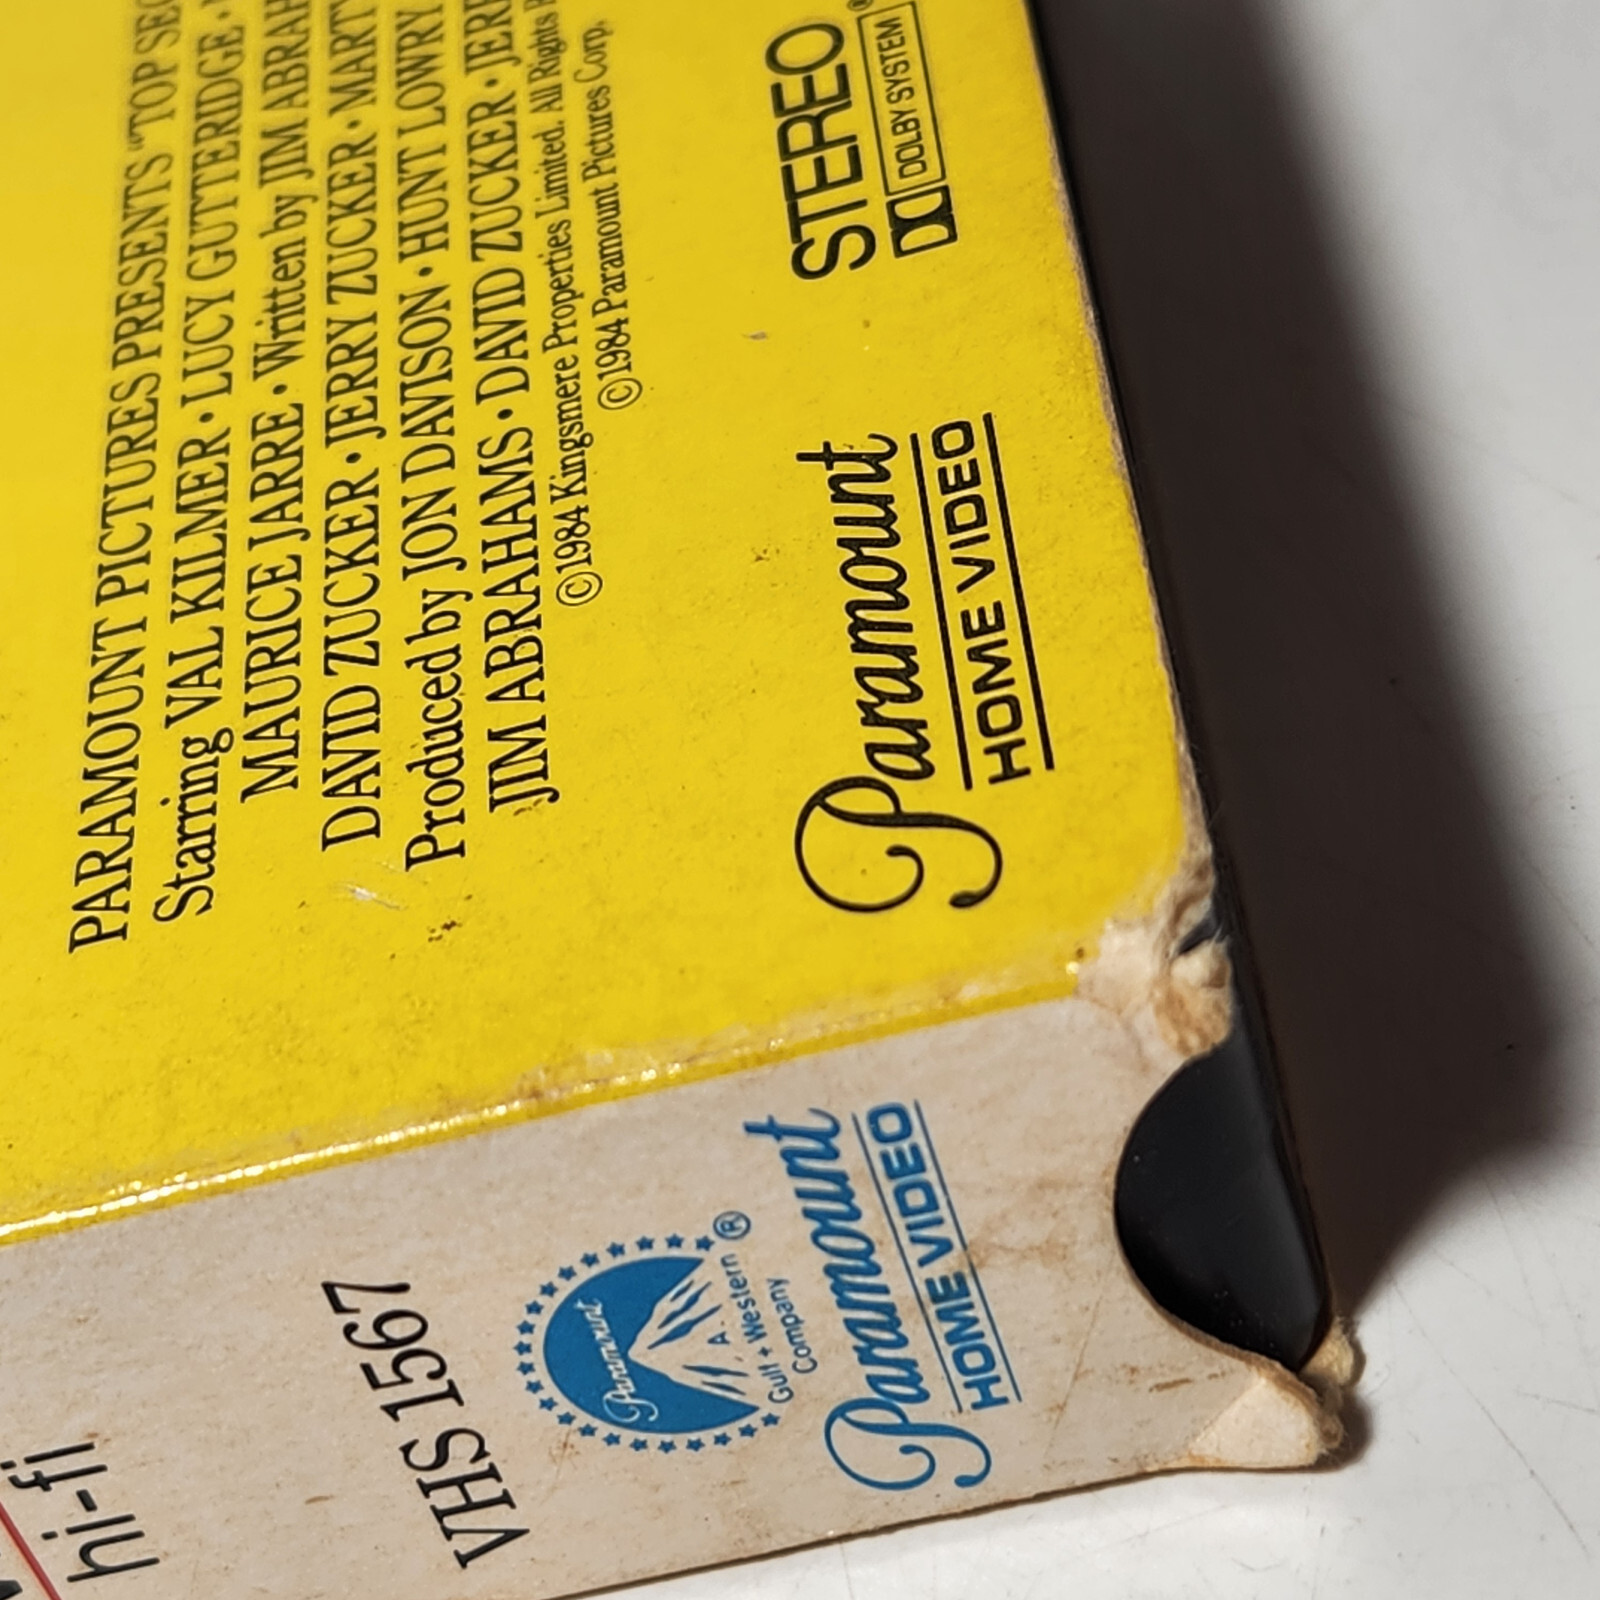 PARAMOUNT PICTURES PRESENTS "TOP
Starring VAL KILMER • LUCY GUTTERIDGE •
MAURICE JARRE • Written by JIM
DAVID ZUCKER • JERRY ZUCKER •
Produced by JON DAVISON • HUNT LOWRY
JIM ABRAHAMS • DAVID ZUCKER •
©1984 Kingsmere Properties Limited. All Rights
©1984 Paramount Pictures Corp.
STEREO
DOLBY SYSTEM ®
Paramount
HOME VIDEO
hi-fi
VHS 1567
Paramount
A
Gulf + Western
Company
®
Paramount
HOME VIDEO